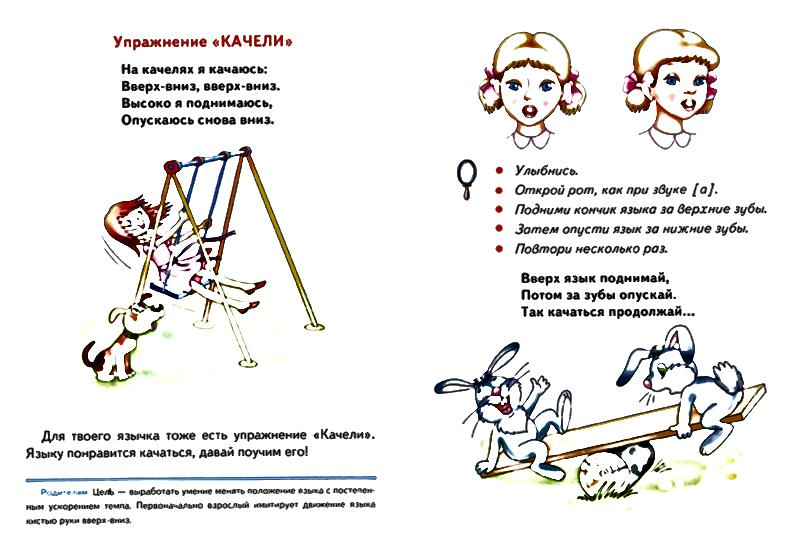 Упражнение «КАЧЕЛИ»
На качелях я качаюсь:
Вверх-вниз, вверх-вниз.
Высоко я поднимаюсь,
Опускаюсь снова вниз.
Для твоего язычка тоже есть упражнение «Качели».
Языку понравится качаться, давай поучим его!
Родителям Цель — выработать умение менять положение языка с постепен-
ным ускорением темпа. Первоначально взрослый имитирует движение языка
кистью руки вверх-вниз.
• Улыбнись.
• Открой рот, как при звуке [а].
• Подними кончик языка за верхние зубы.
• Затем опусти язык за нижние зубы.
• Повтори несколько раз.
Вверх язык поднимай,
Потом за зубы опускай.
Так качаться продолжай...